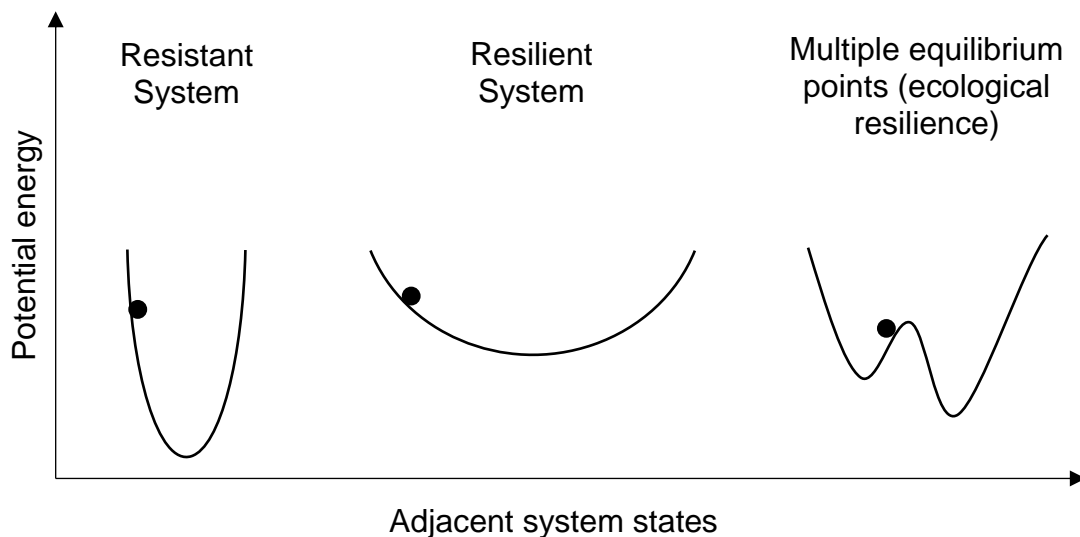 Resistant
System
Resilient
System
Multiple equilibrium
points (ecological
resilience)
Potential energy
Adjacent system states